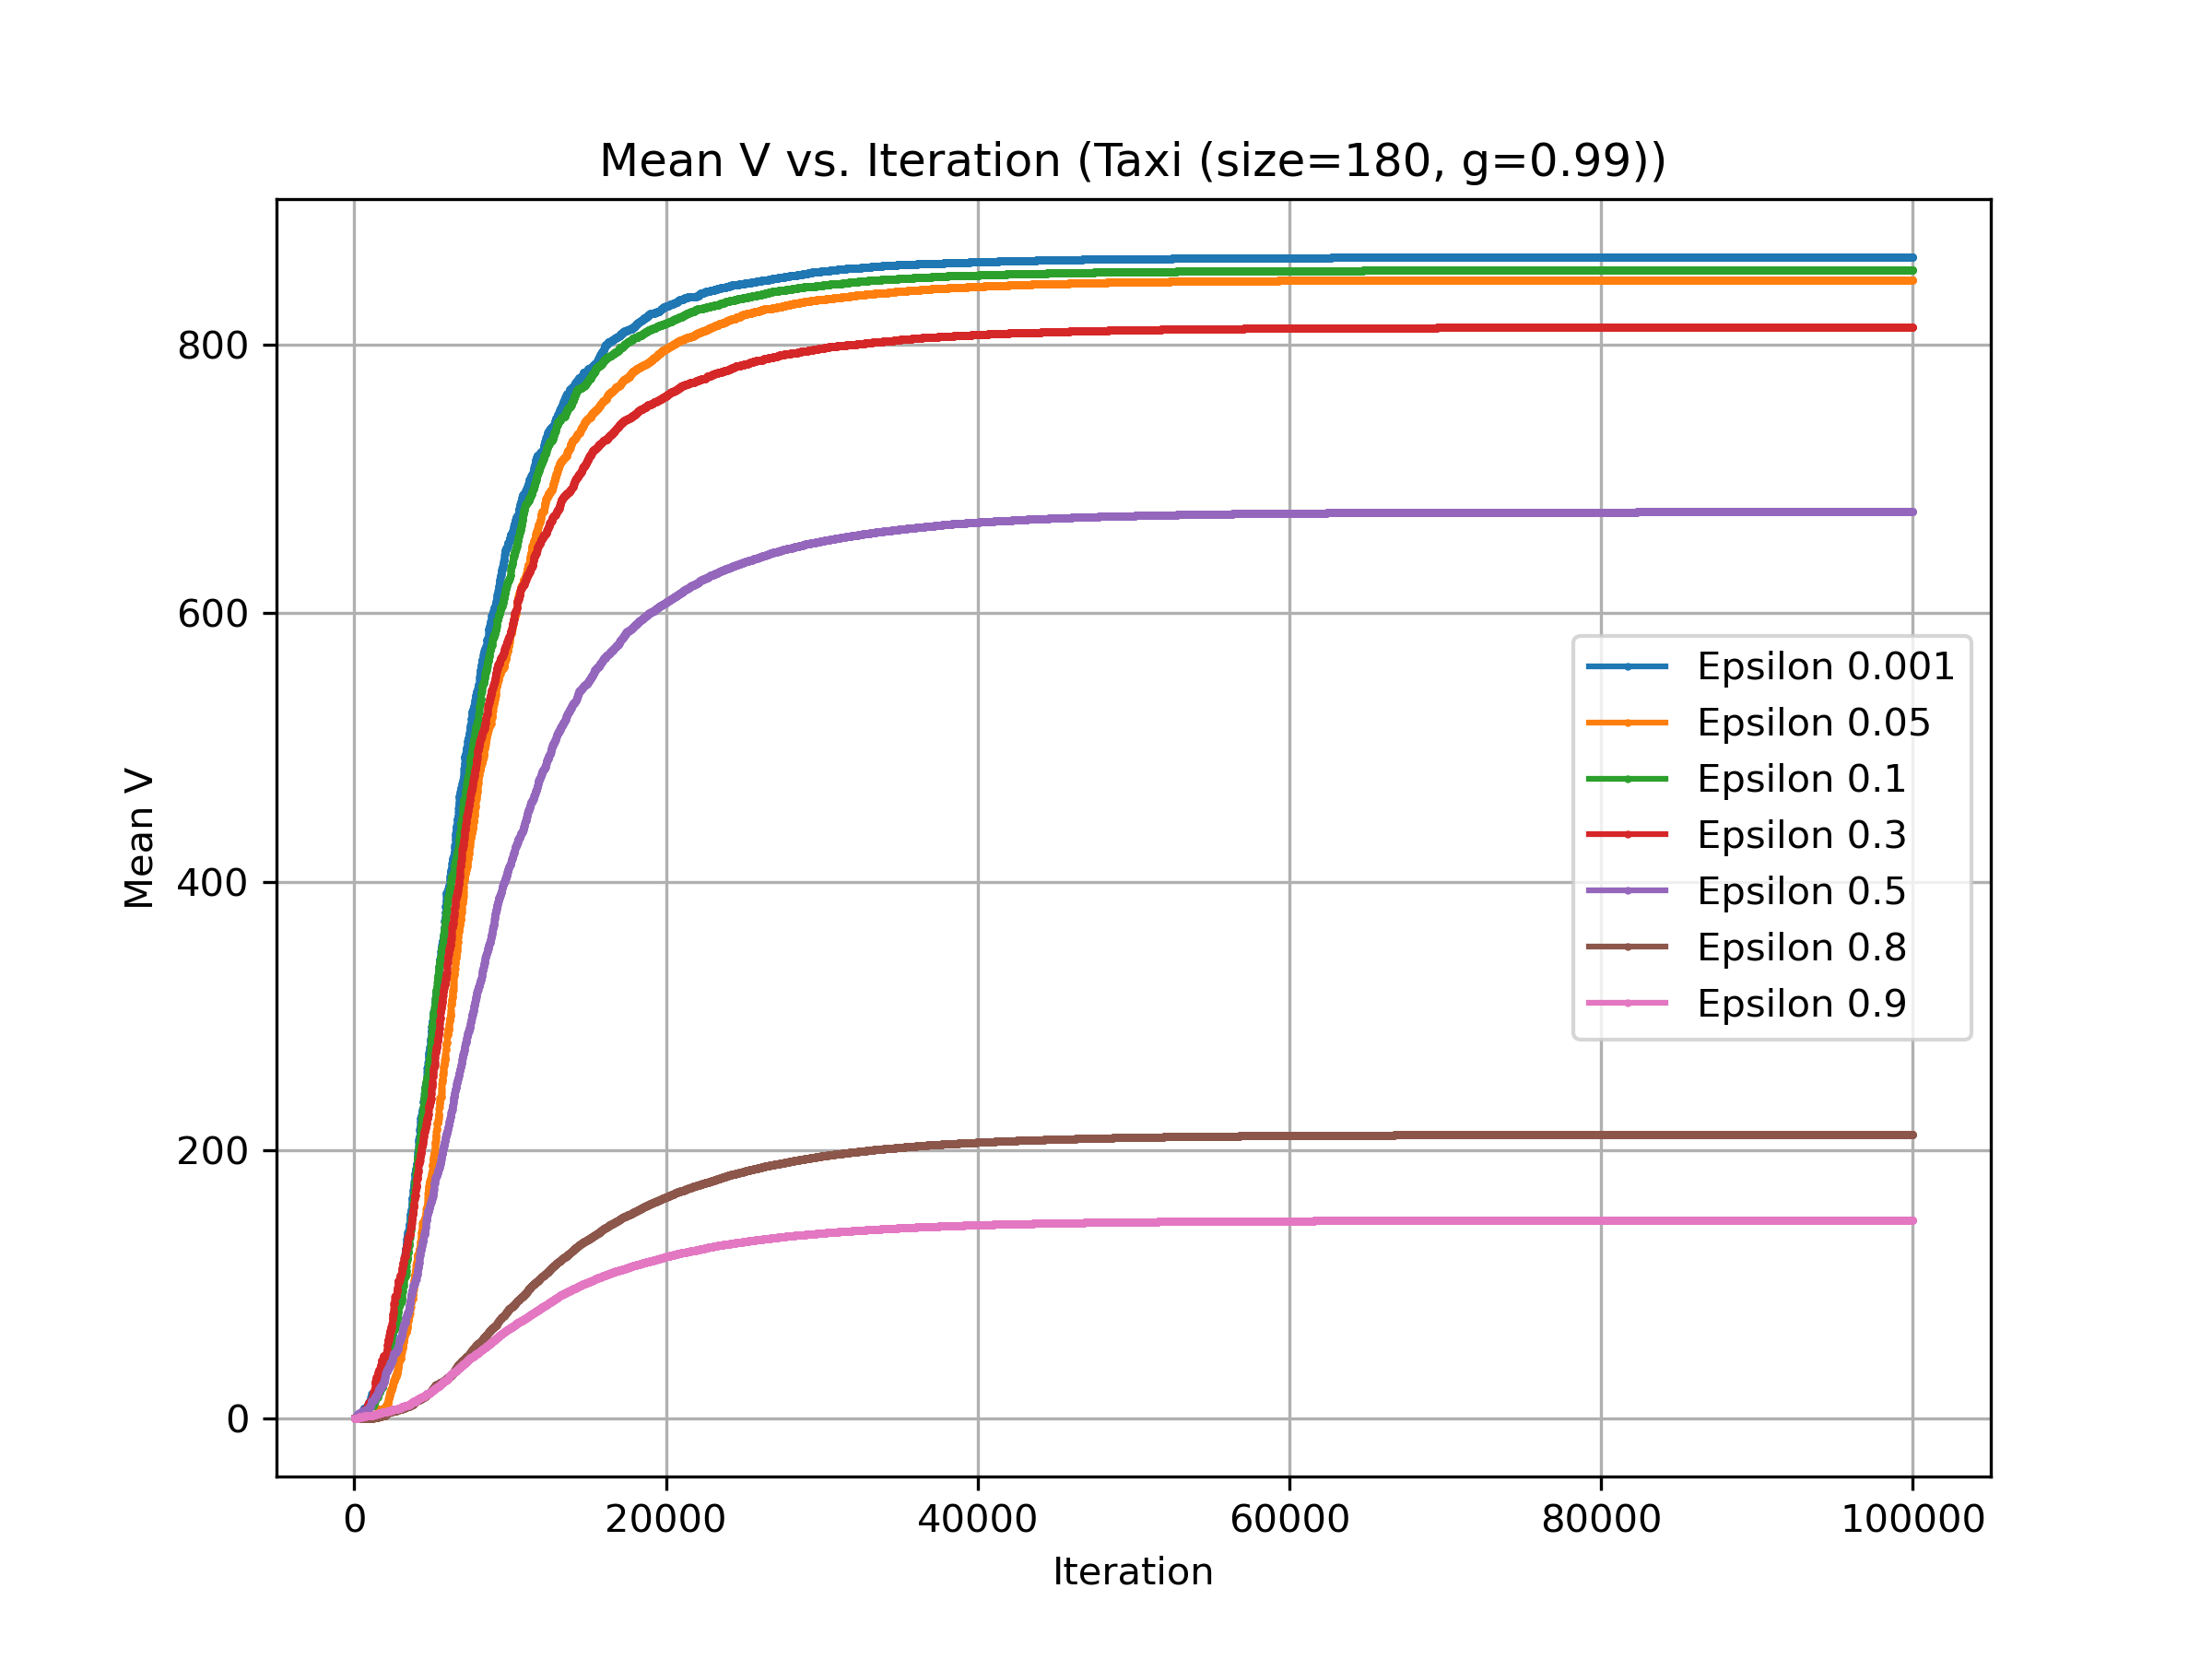 Mean V vs. Iteration (Taxi (size=180, g=0.99))
Mean V
800
600
400
200
0
Epsilon 0.001
Epsilon 0.05
Epsilon 0.1
Epsilon 0.3
Epsilon 0.5
Epsilon 0.8
Epsilon 0.9
0 20000 40000 60000 80000 100000
Iteration